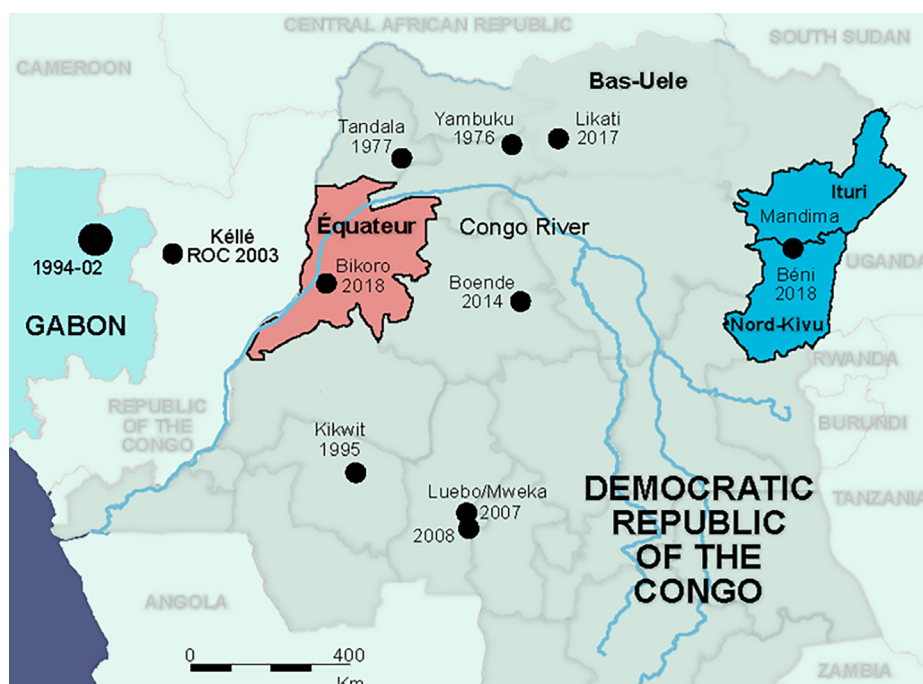 CENTRAL AFRICAN REPUBLIC
SOUTH SUDAN
CAMEROON
Bas-Uele
Tandala
1977
Yambuku
1976
Likati
2017
Ituri
Mandima
Équateur
Congo River
Kéllé
ROC 2003
1994-02
UGANDA
Bikoro
2018
Boende
2014
Béni
2018
GABON
Nord-Kivu
RWANDA
REPUBLIC
OF THE
CONGO
BURUNDI
Kikwit
1995
Luebo/Mweka
2007
2008
DEMOCRATIC
REPUBLIC
OF THE
CONGO
TANZANIA
ANGOLA
0 400
Km
ZAMBIA